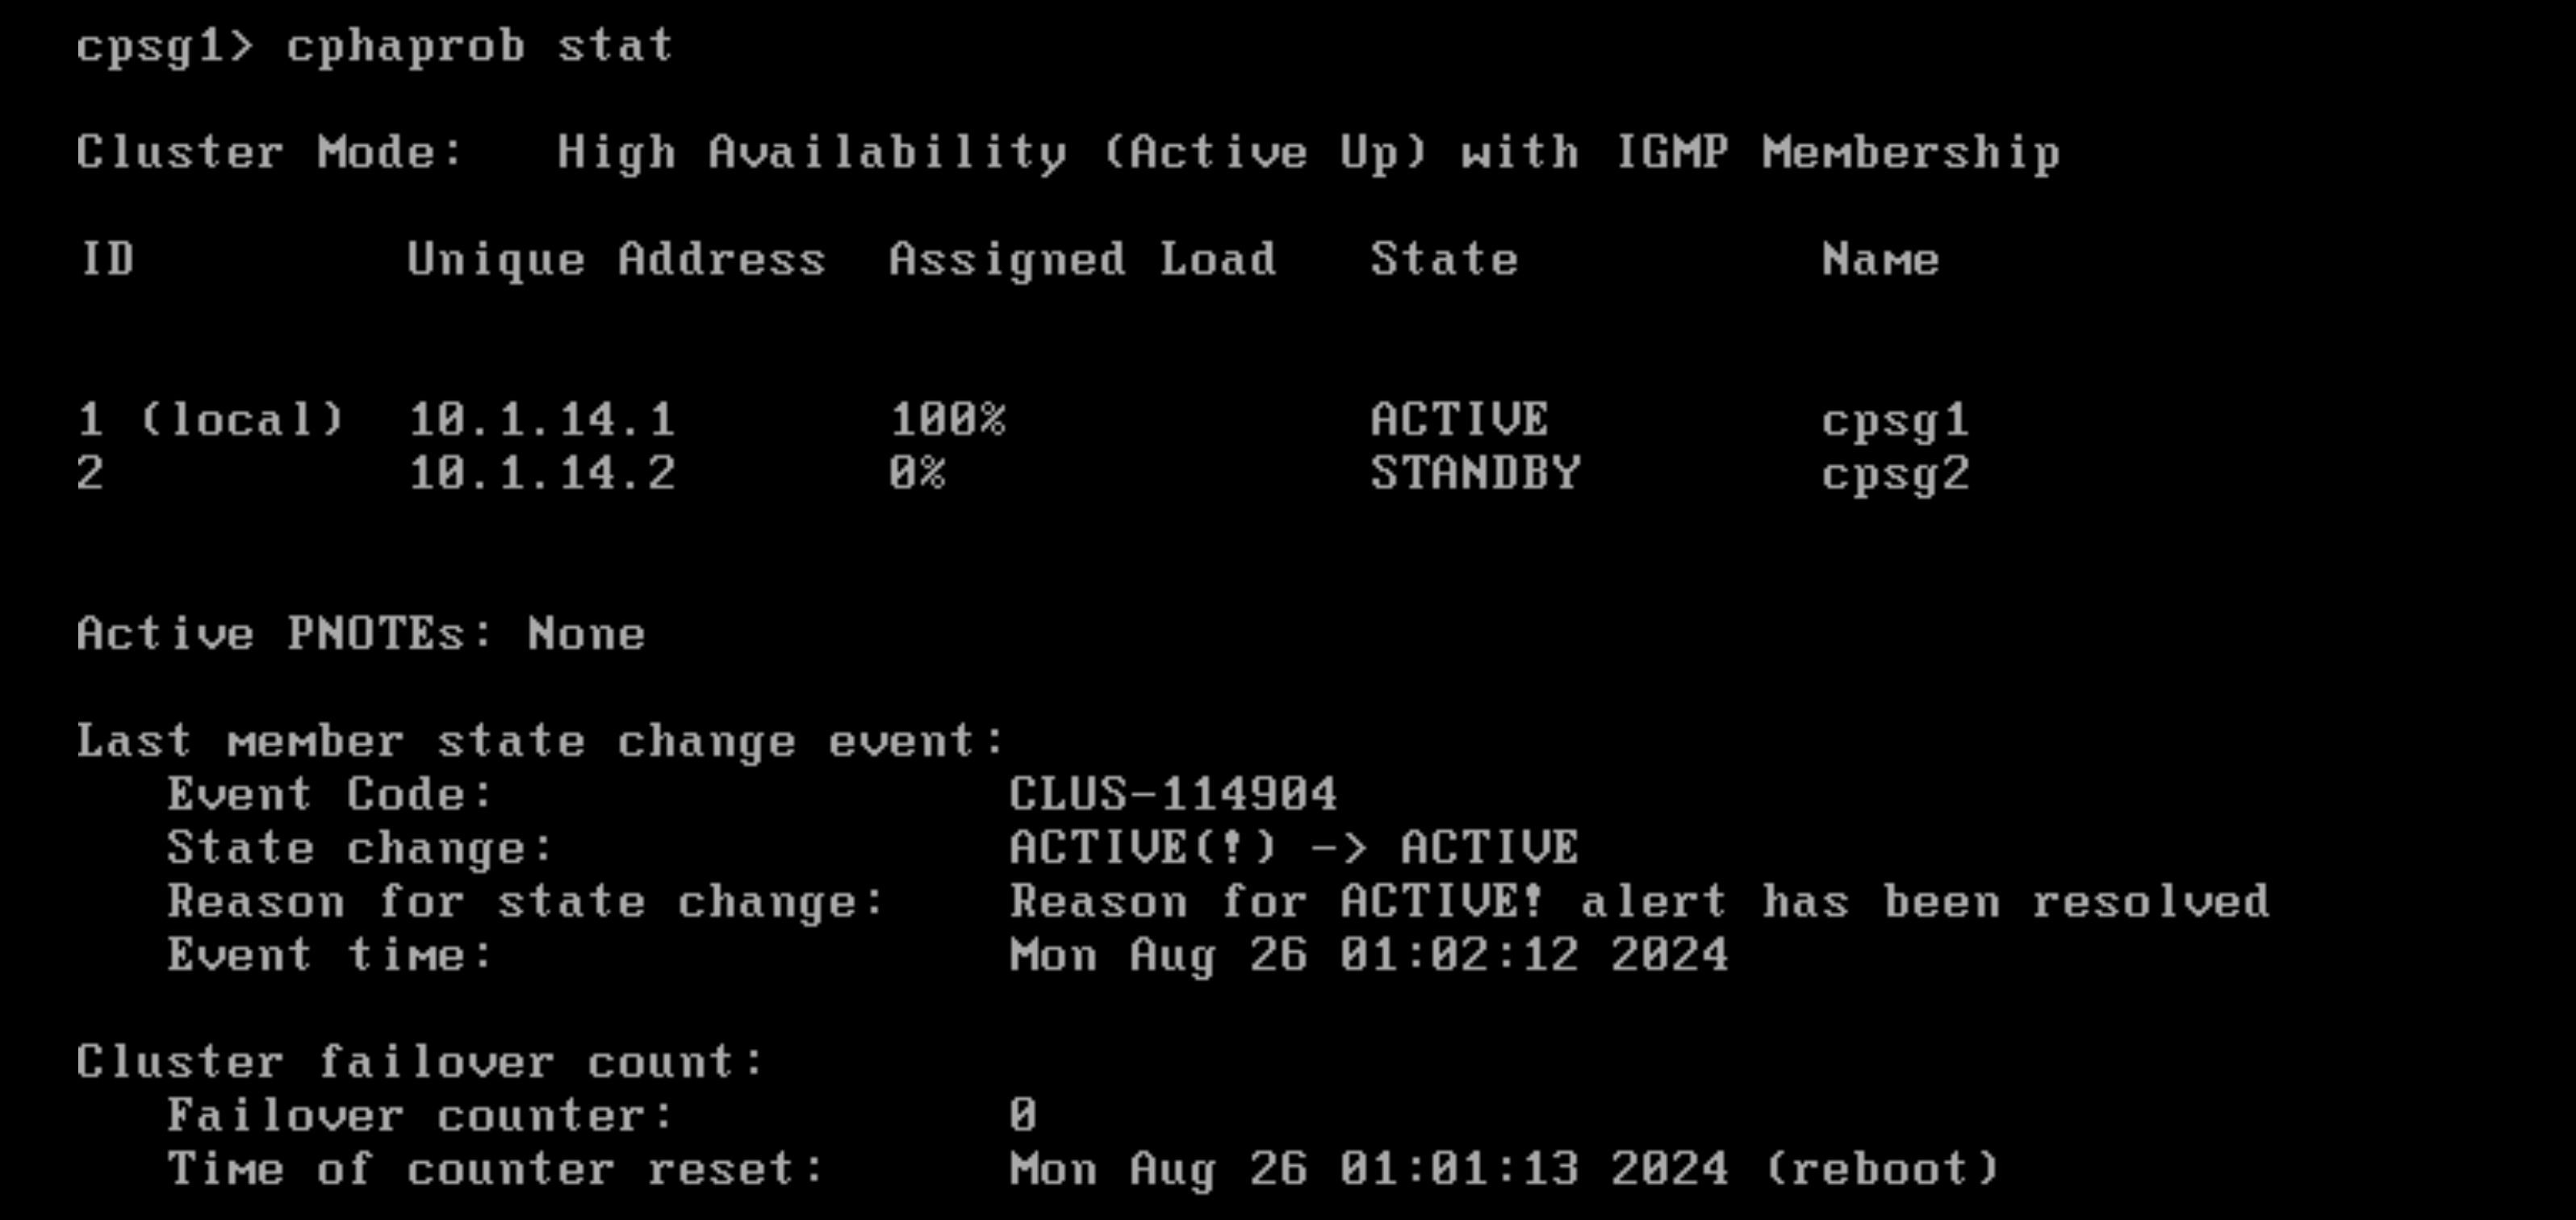 cpsg1> cphaprob stat
Cluster Mode:   High Availability (Active Up) with IGMP Membership
ID         Unique Address  Assigned Load   State          Name
1 (local)  10.1.14.1       100%            ACTIVE         cpsg1
2          10.1.14.2       0%              STANDBY        cpsg2
Active PNOTEs: None
Last member state change event:
   Event Code:                 CLUS-114904
   State change:               ACTIVE(!) -> ACTIVE
   Reason for state change:    Reason for ACTIVE! alert has been resolved
   Event time:                 Mon Aug 26 01:02:12 2024
Cluster failover count:
   Failover counter:           0
   Time of counter reset:      Mon Aug 26 01:01:13 2024 (reboot)